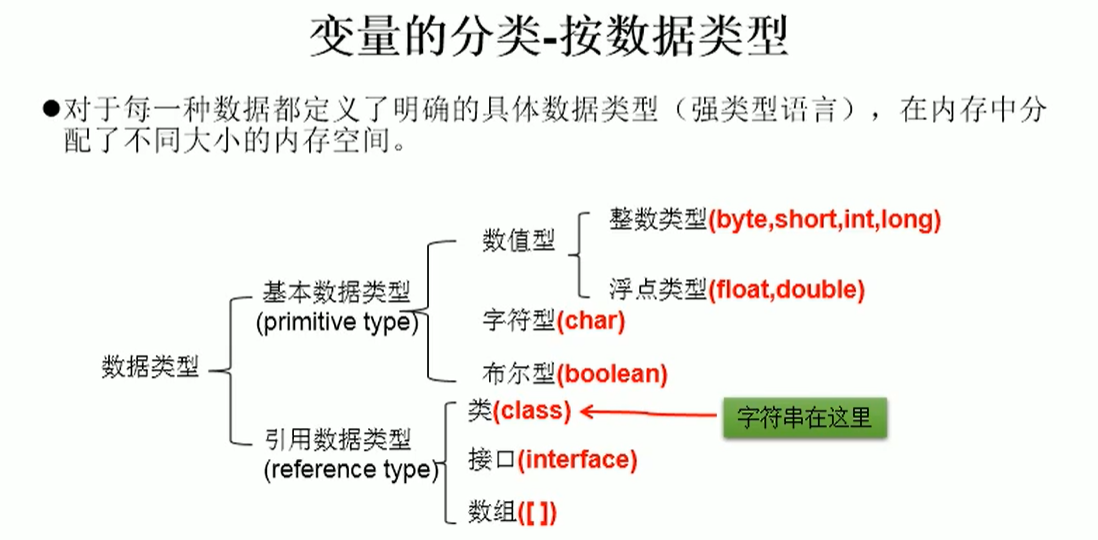 变量的分类-按数据类型
●对于每一种数据都定义了明确的具体数据类型（强类型语言），在内存中分
配了不同大小的内存空间。
整数类型(byte,short,int,long)
数值型
浮点类型(float,double)
基本数据类型
(primitive type)
字符型(char)
布尔型(boolean)
数据类型
类(class)
字符串在这里
引用数据类型
(reference type)
接口(interface)
数组([ ])